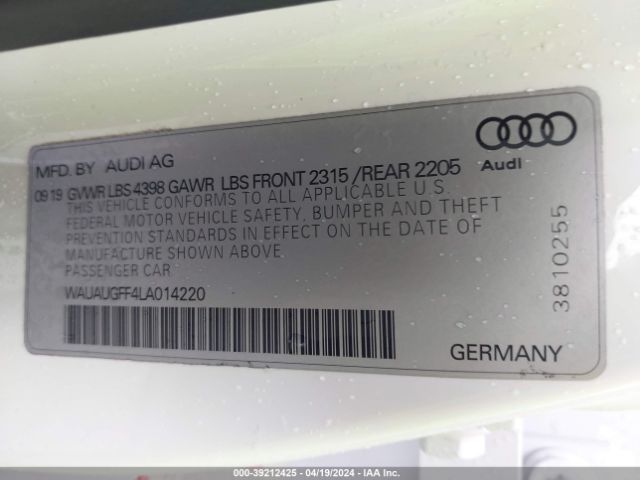 MFD. BY AUDI AG
09 19 GVWR LBS 4398 GAWR LBS FRONT 2315 /REAR 2205
Audi
THIS VEHICLE CONFORMS TO ALL APPLICABLE U.S.
FEDERAL MOTOR VEHICLE SAFETY, BUMPER AND THEFT
PREVENTION STANDARDS IN EFFECT ON THE DATE OF
MANUFACTURE SHOWN ABOVE.
PASSENGER CAR
WAUAUGFF4LA014220
3810255
GERMANY
000-39212425 - 04/19/2024 - IAA Inc.